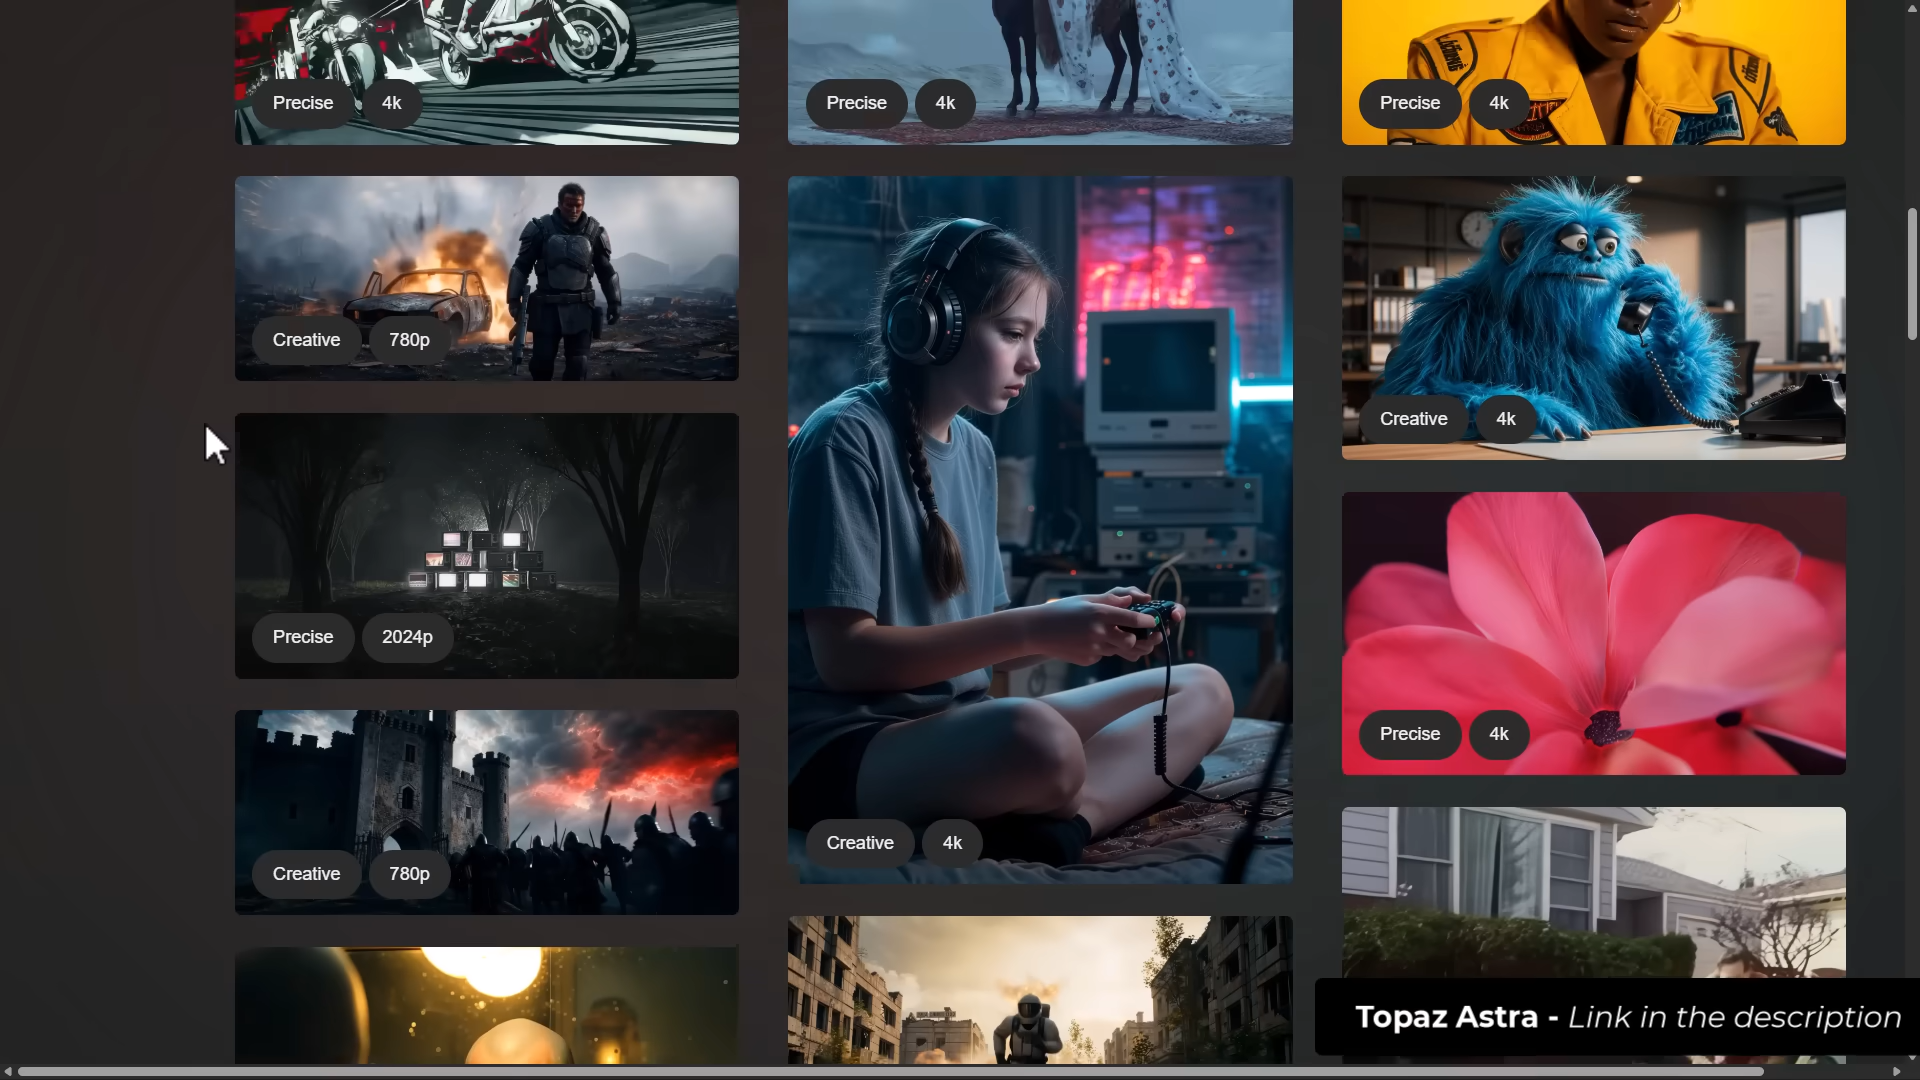 Precise 4k
Precise 4k
Precise 4k
Creative 780p
Creative 4k
Precise 2024p
Precise 4k
Creative 4k
Creative 780p
Topaz Astra - Link in the description